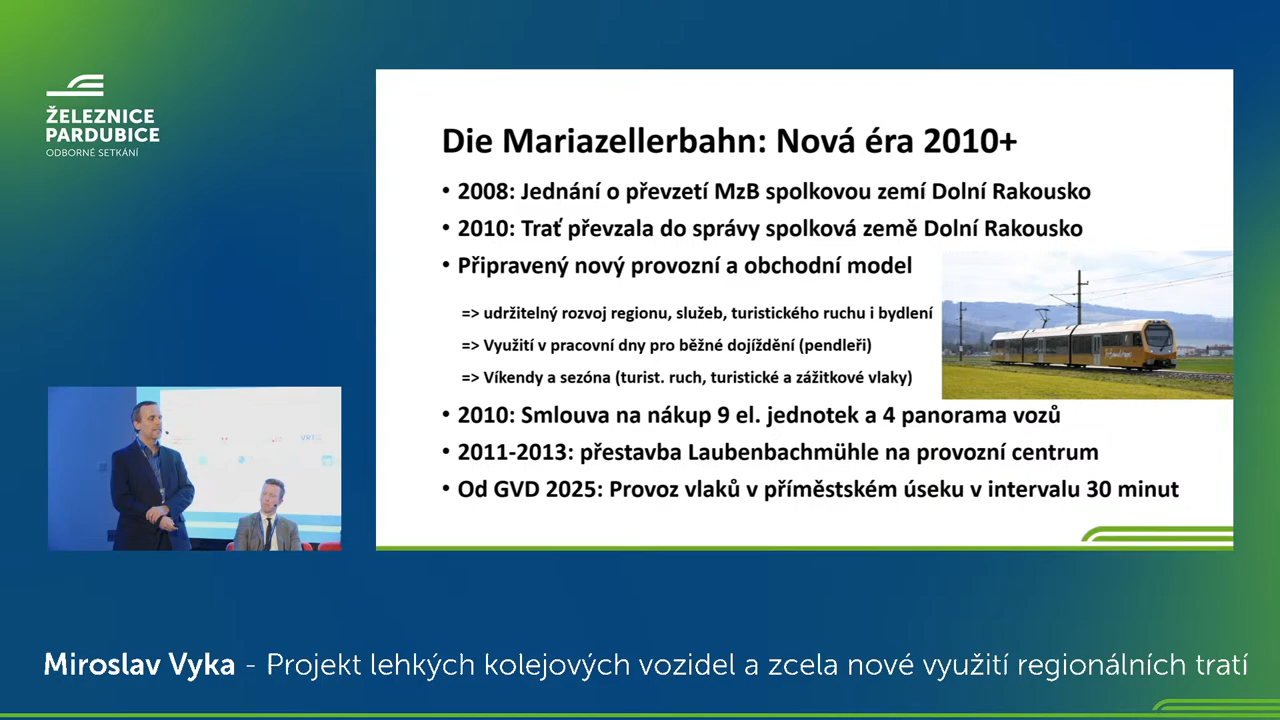 ŽELEZNICE
PARDUBICE
ODBORNÉ SETKÁNÍ
Die Mariazellerbahn: Nová éra 2010+
• 2008: Jednání o převzetí MzB spolkovou zemí Dolní Rakousko
• 2010: Trať převzala do správy spolková země Dolní Rakousko
• Připravený nový provozní a obchodní model
=> udržitelný rozvoj regionu, služeb, turistického ruchu i bydlení
=> Využití v pracovní dny pro běžné dojíždění (pendleři)
=> Víkendy a sezóna (turist. ruch, turistické a zážitkové vlaky)
• 2010: Smlouva na nákup 9 el. jednotek a 4 panorama vozů
• 2011-2013: přestavba Laubenbachmühle na provozní centrum
• Od GVD 2025: Provoz vlaků v příměstském úseku v intervalu 30 minut
Miroslav Vyka - Projekt lehkých kolejových vozidel a zcela nové využití regionálních tratí